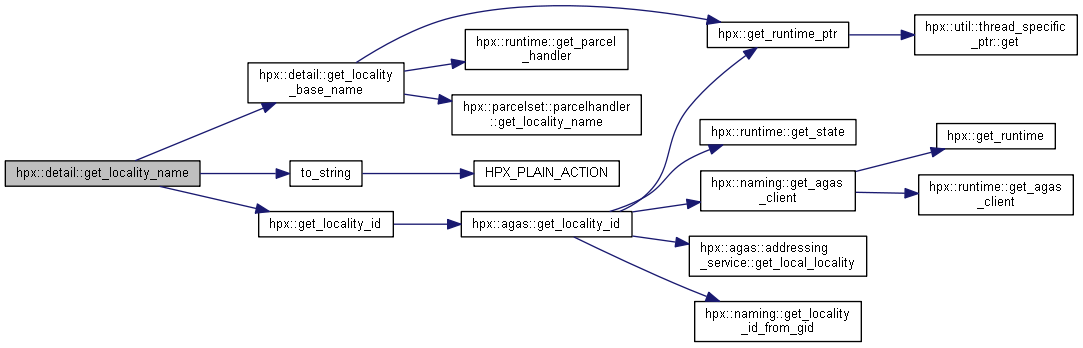 hpx::detail::get_locality_name
hpx::detail::get_locality
_base_name
to_string
hpx::get_locality_id
hpx::runtime::get_parcel
_handler
hpx::parcelset::parcelhandler
::get_locality_name
HPX_PLAIN_ACTION
hpx::agas::get_locality_id
hpx::get_runtime_ptr
hpx::runtime::get_state
hpx::naming::get_agas
_client
hpx::agas::addressing
_service::get_local_locality
hpx::naming::get_locality
_id_from_gid
hpx::util::thread_specific
_ptr::get
hpx::get_runtime
hpx::runtime::get_agas
_client